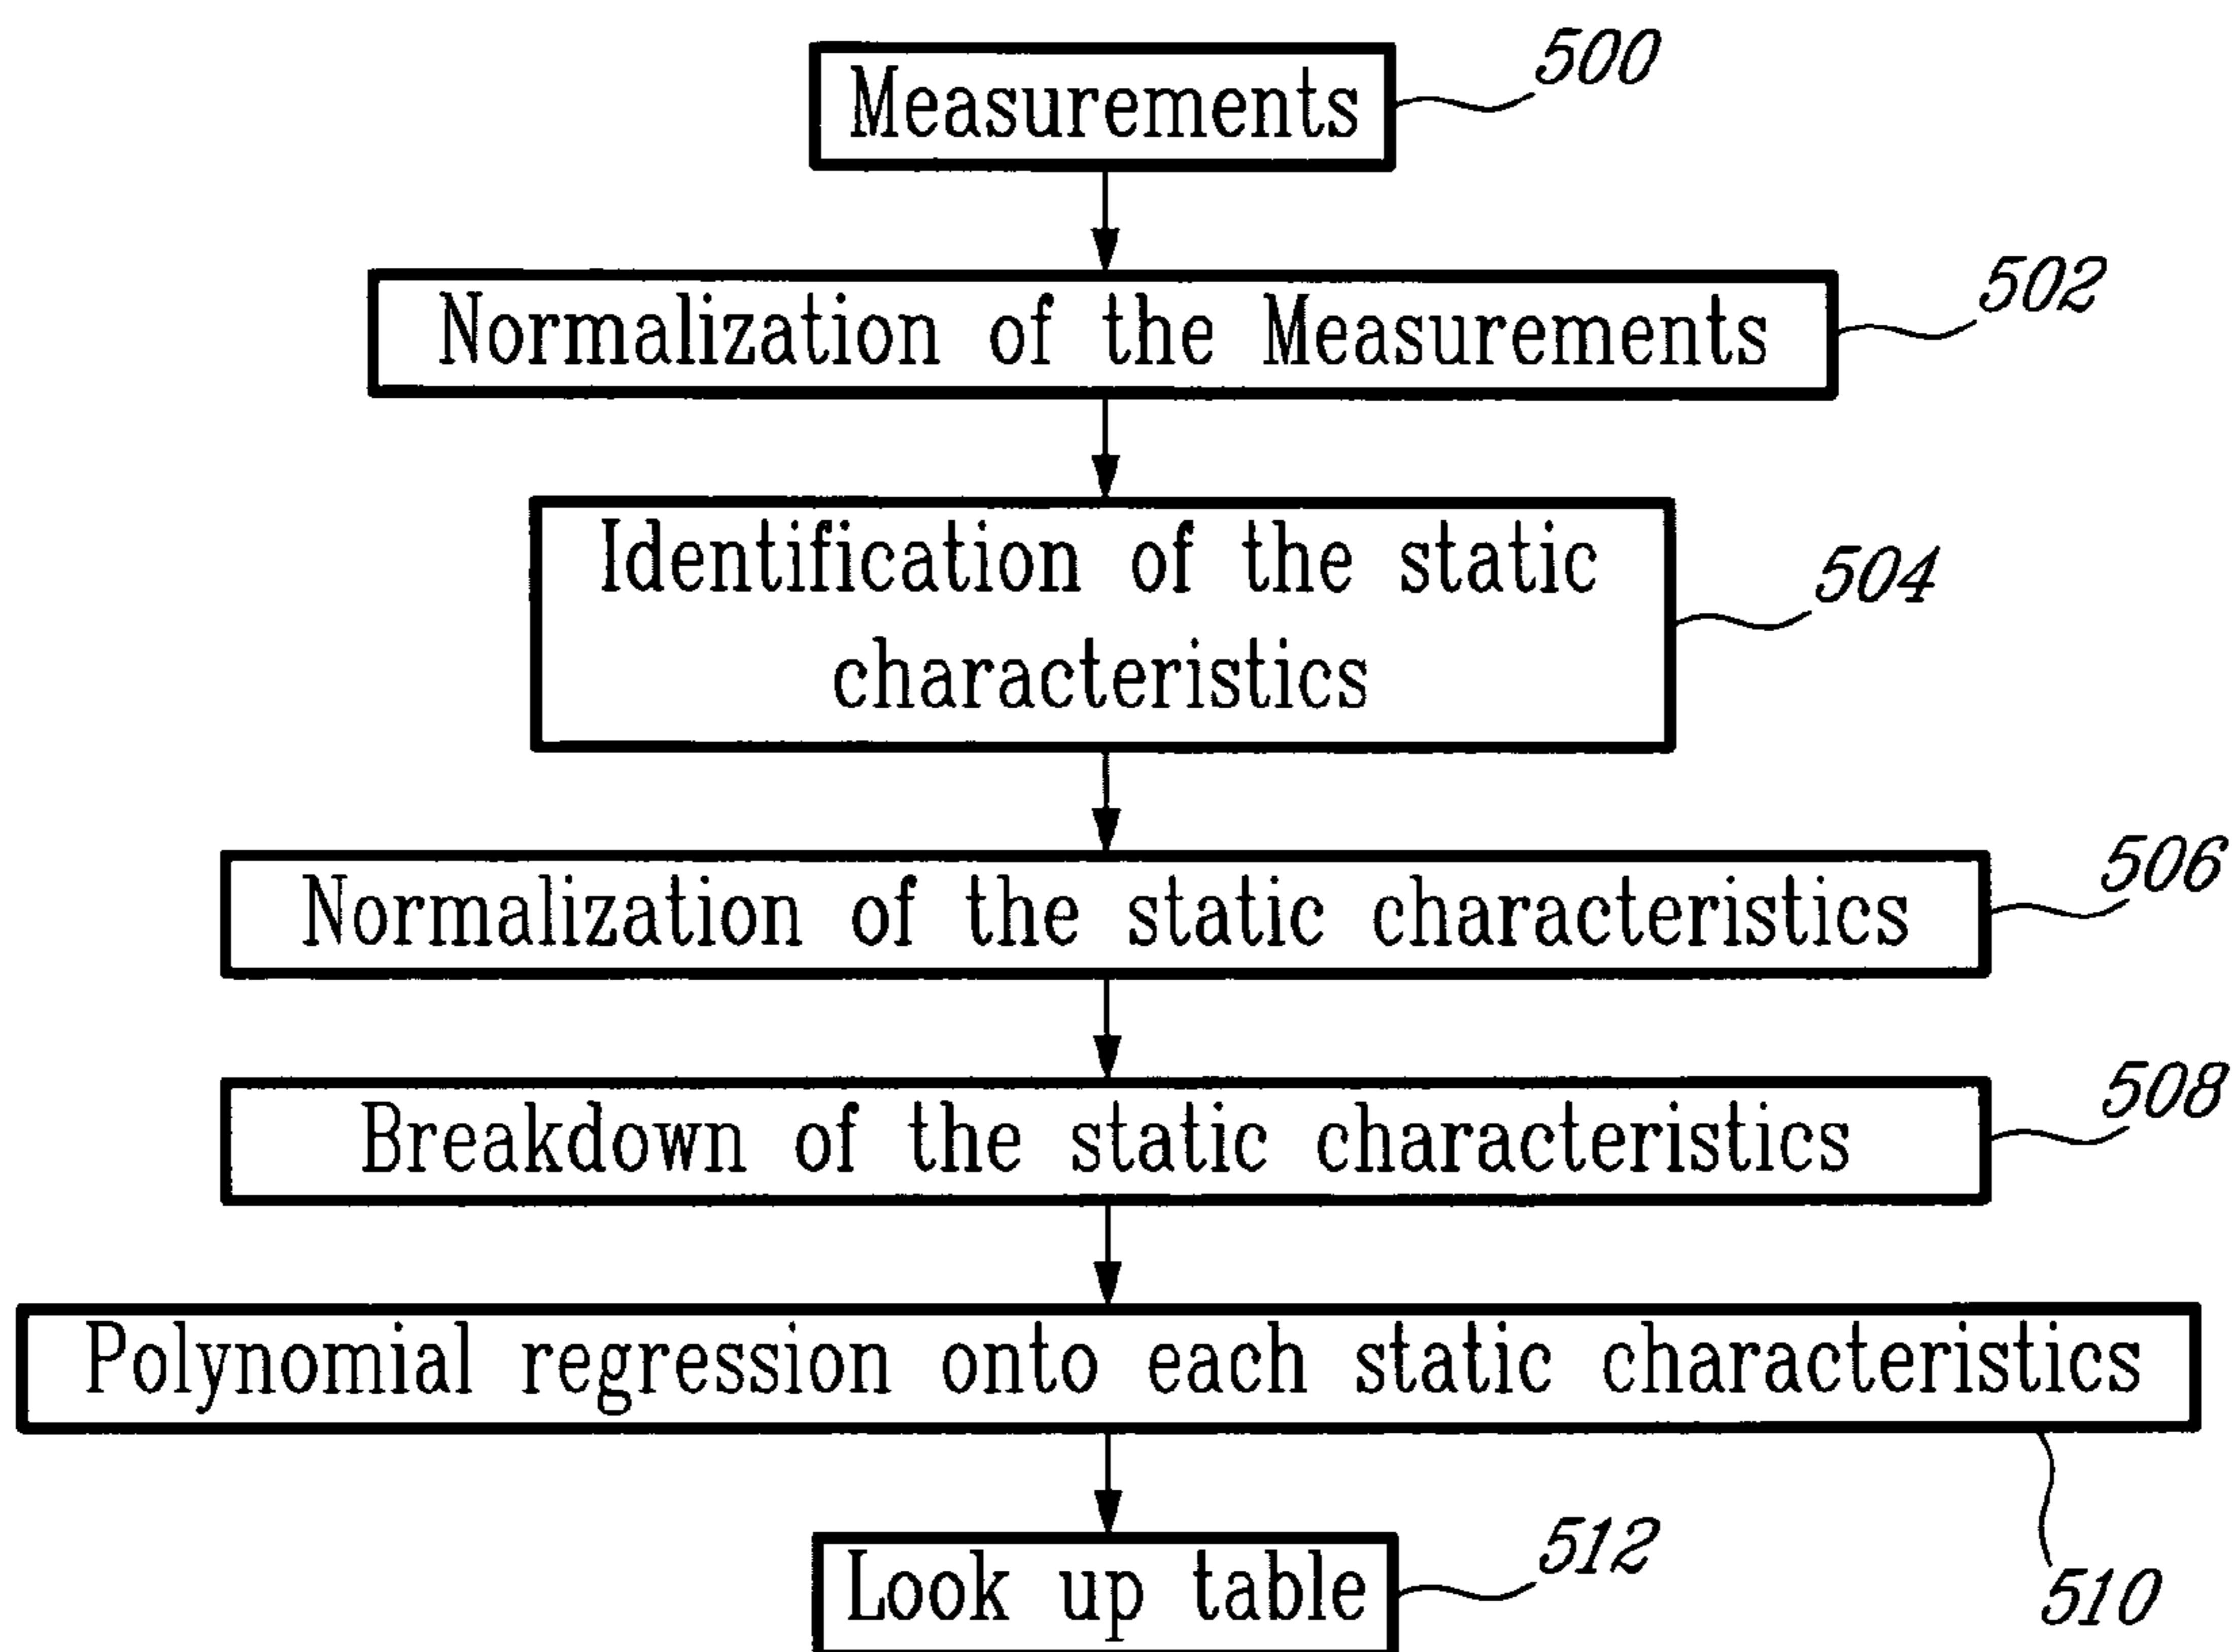 Measurements
500
Normalization of the Measurements
502
Identification of the static
characteristics
504
Normalization of the static characteristics
506
Breakdown of the static characteristics
508
Polynomial regression onto each static characteristics
510
Look up table
512